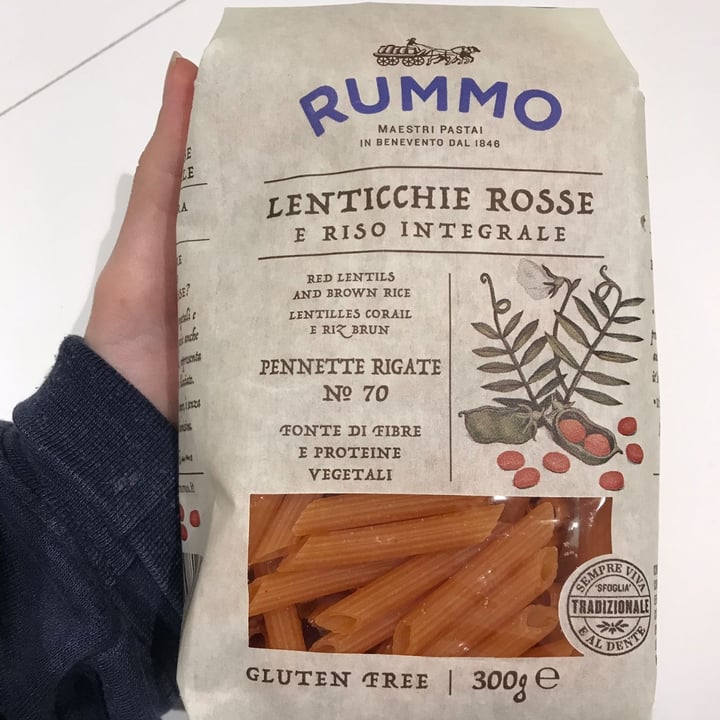 RUMMO
MAESTRI PASTAI
IN BENEVENTO DAL 1846
LENTICCHIE ROSSE
E RISO INTEGRALE
RED LENTILS
AND BROWN RICE
LENTILLES CORAIL
E RIZ BRUN
PENNETTE RIGATE
Nº 70
FONTE DI FIBRE
E PROTEINE
VEGETALI
SEMPRE VIVA
"SFOGLIA"
TRADIZIONALE
E AL DENTE
GLUTEN FREE | 300g ℮